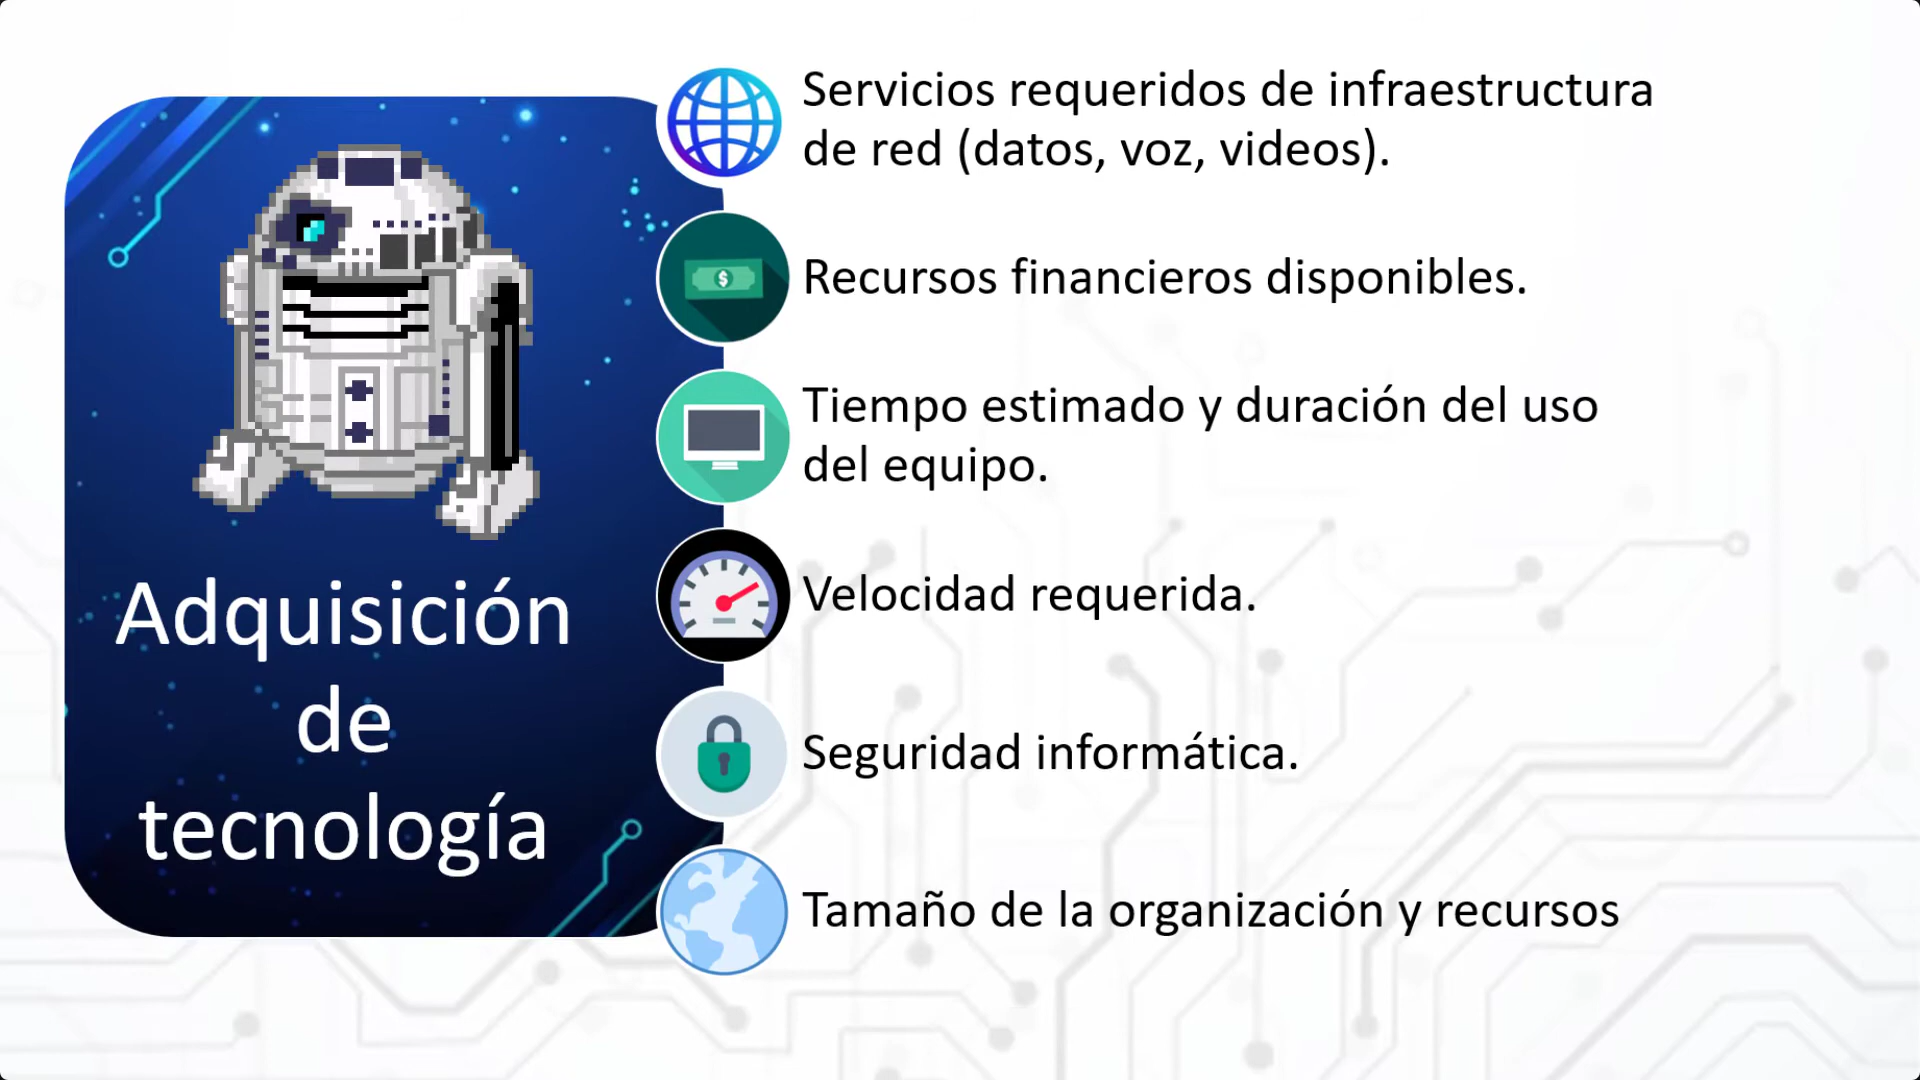 Adquisición
de
tecnología
Servicios requeridos de infraestructura
de red (datos, voz, videos).
Recursos financieros disponibles.
Tiempo estimado y duración del uso
del equipo.
Velocidad requerida.
Seguridad informática.
Tamaño de la organización y recursos